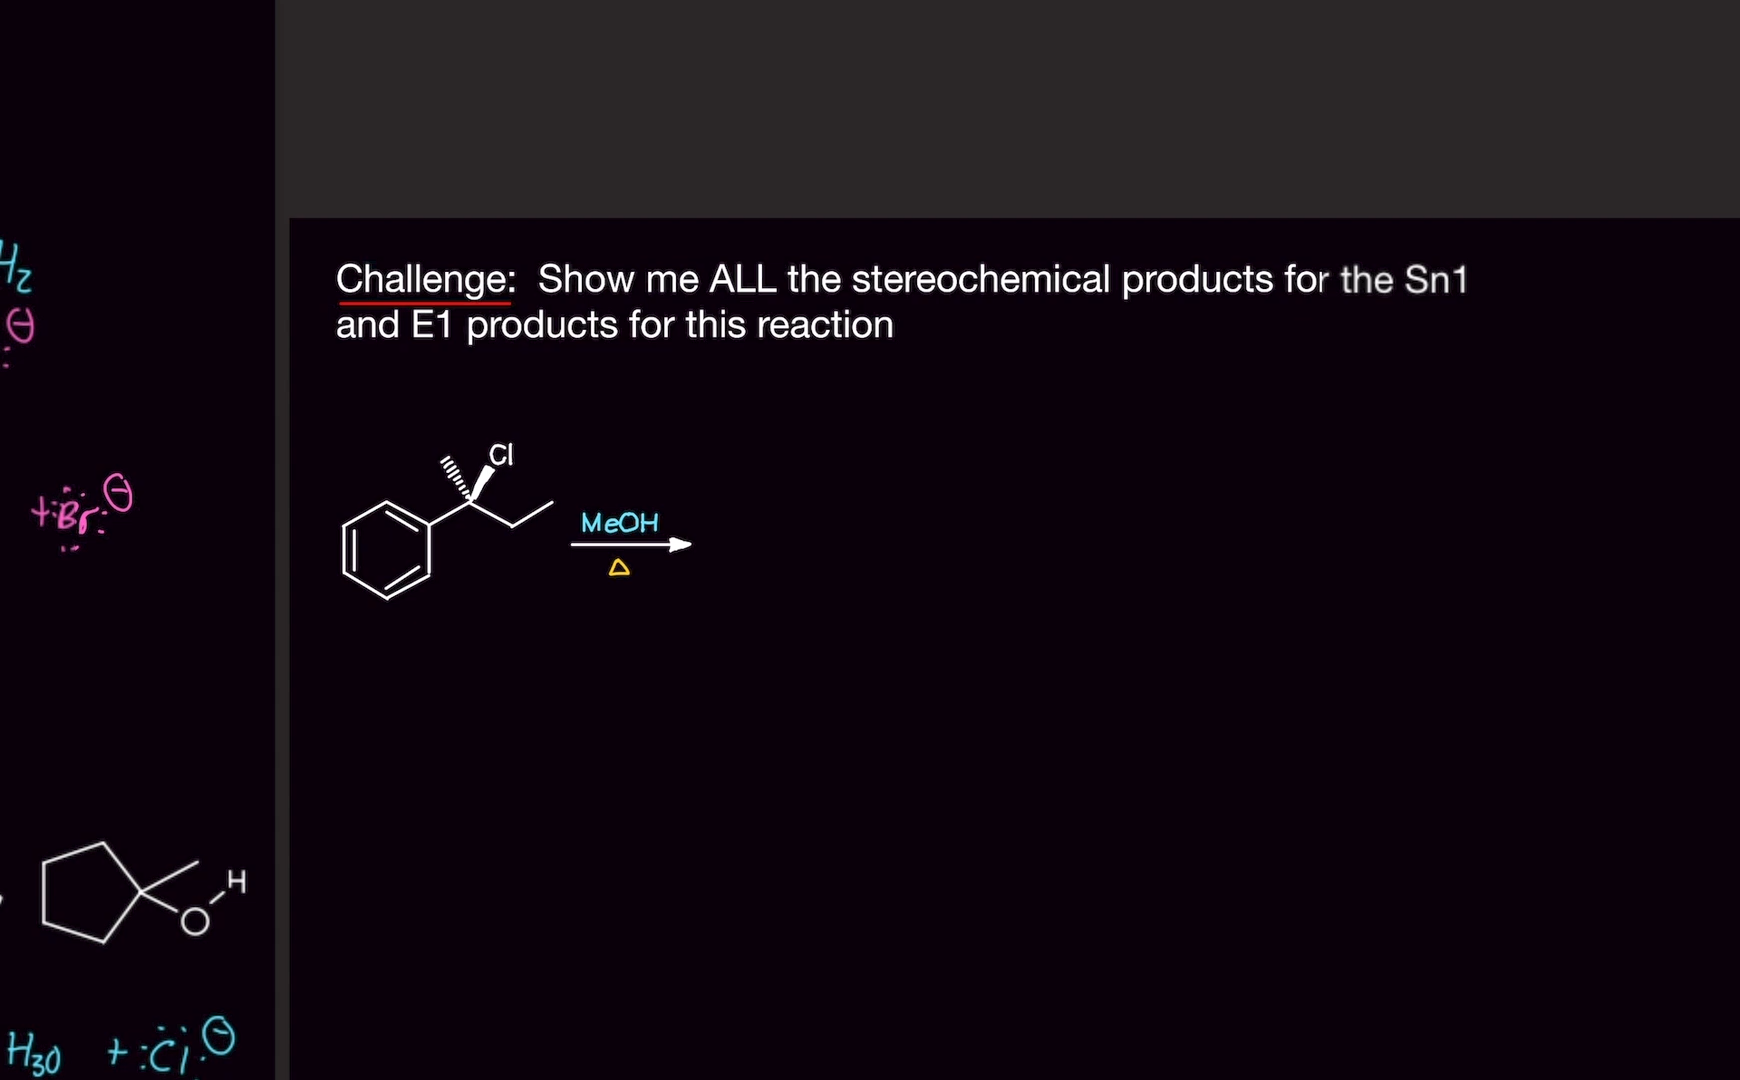 H₂
⊖
+:Br:⊖
H
O
H₃O + :Cl:⊖
Challenge: Show me ALL the stereochemical products for the Sn1
and E1 products for this reaction
Cl
MeOH
△